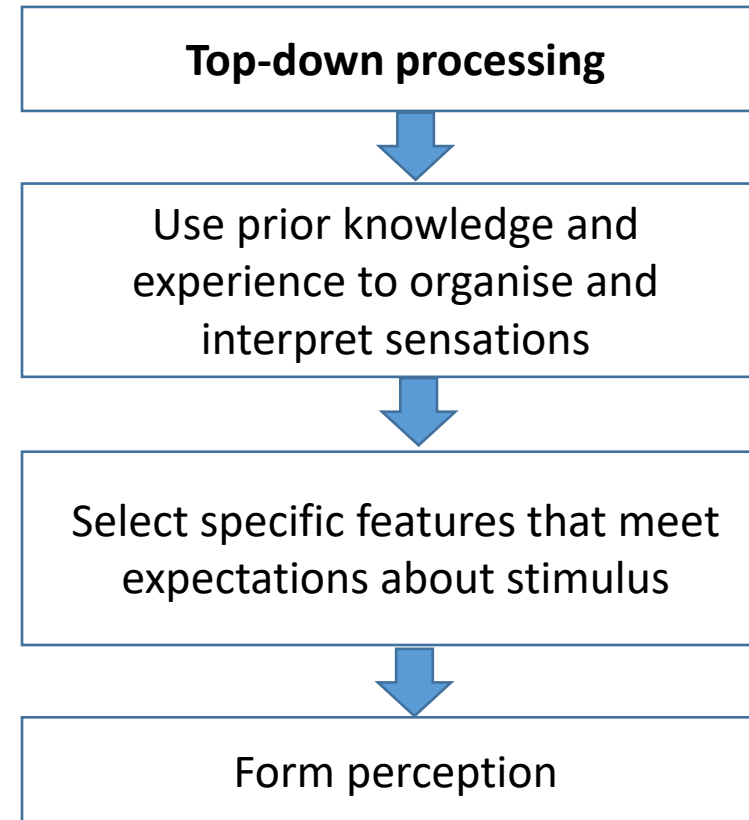 Top-down processing
Use prior knowledge and
experience to organise and
interpret sensations
Select specific features that meet
expectations about stimulus
Form perception